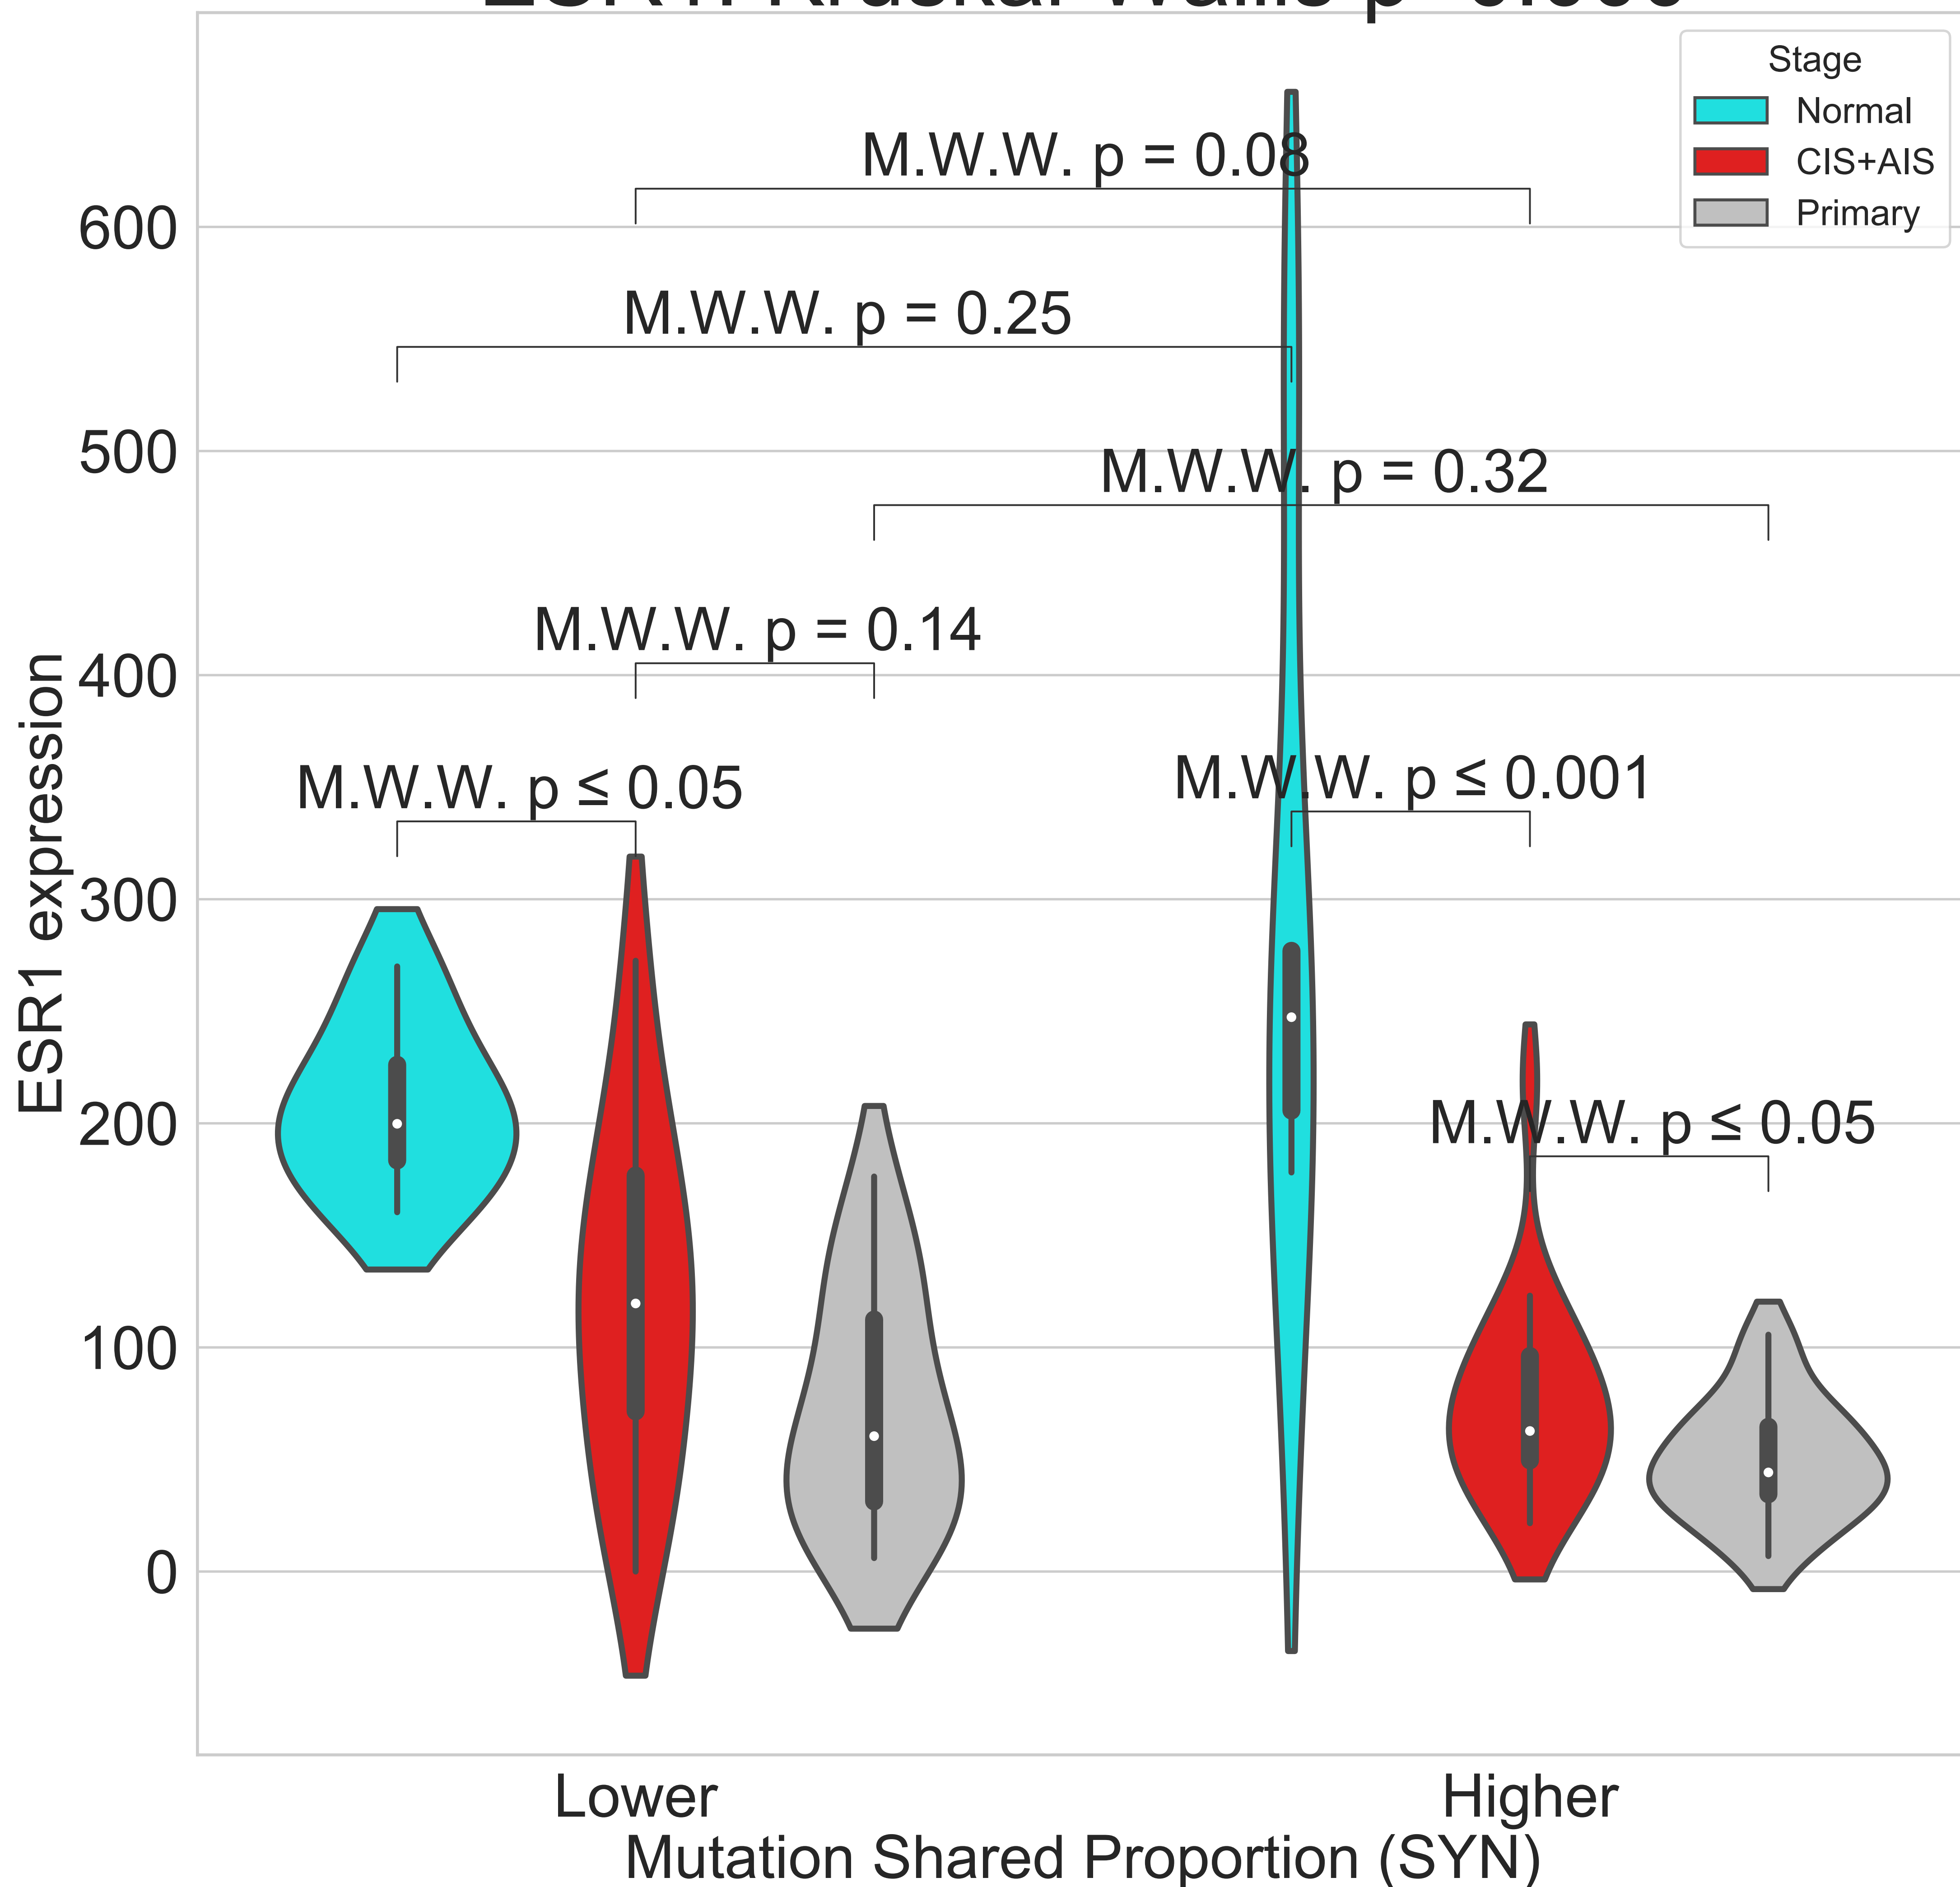 Stage
Normal
CIS+AIS
Primary
M.W.W. p = 0.08
600
M.W.W. p = 0.25
500
M.W.W. p = 0.32
M.W.W. p = 0.14
400
M.W.W. p ≤ 0.05
M.W.W. p ≤ 0.001
300
M.W.W. p ≤ 0.05
200
100
0
ESR1 expression
Lower
Higher
Mutation Shared Proportion (SYN)